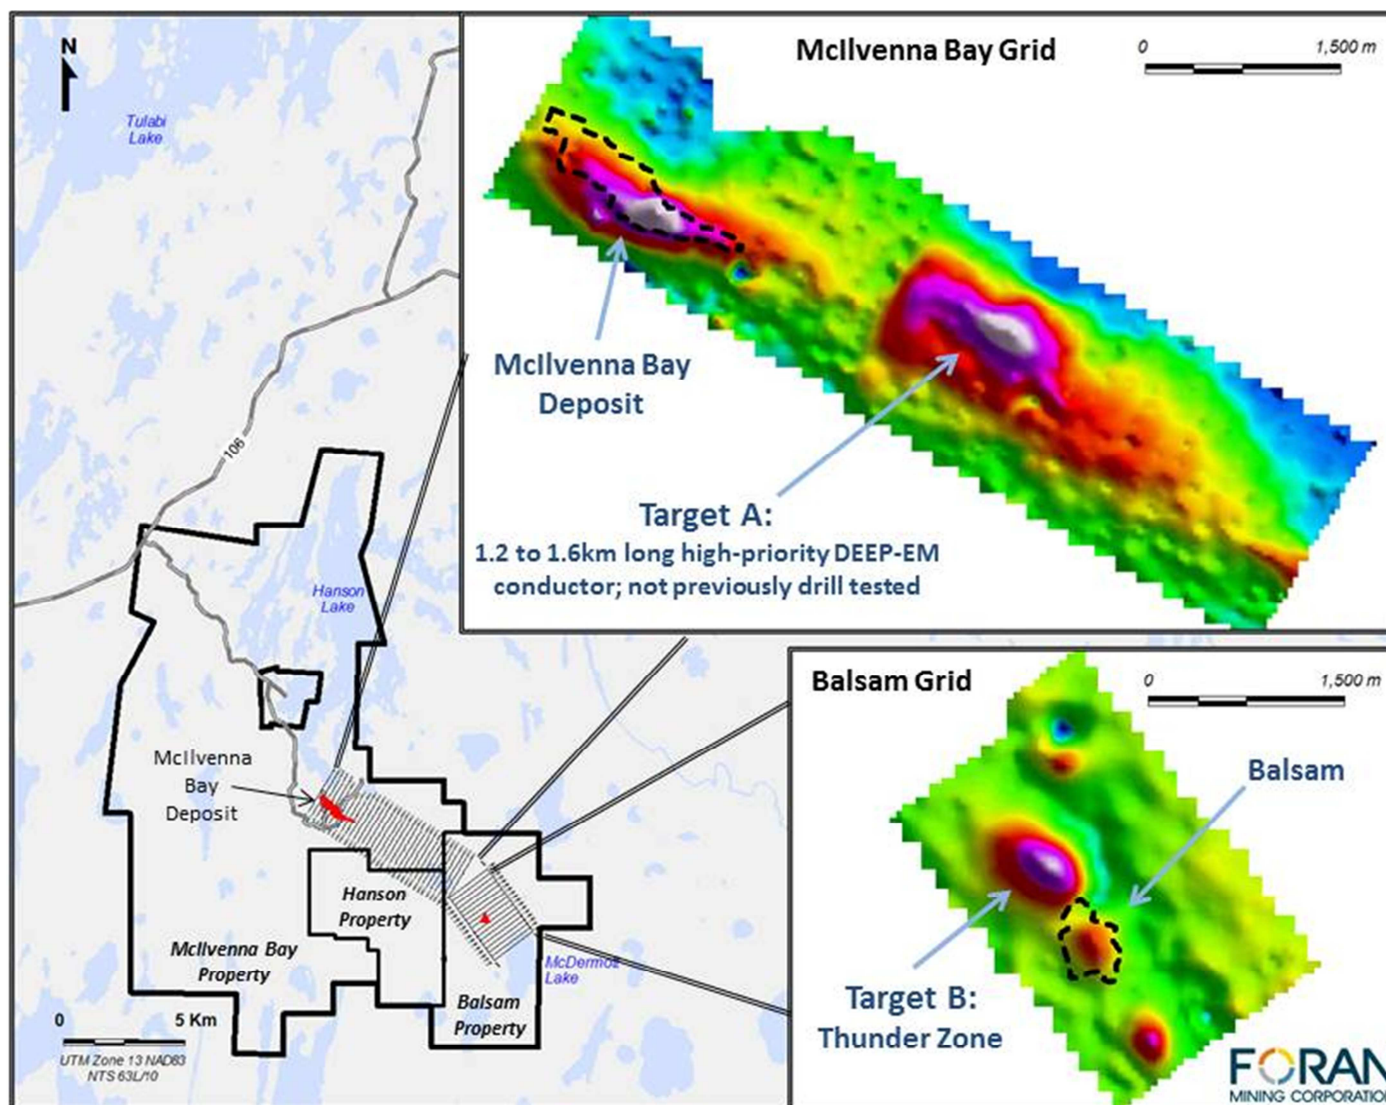 N
Tulabi
Lake
106
Hanson
Lake
McIlvenna
Bay
Deposit
Hanson
Property
McIlvenna Bay
Property
Balsam
Property
McDermot
Lake
0 5 Km
UTM Zone 13 NAD83
NTS 63L/10
McIlvenna Bay Grid
0 1,500 m
McIlvenna Bay
Deposit
Target A:
1.2 to 1.6km long high-priority DEEP-EM
conductor; not previously drill tested
Balsam Grid
0 1,500 m
Balsam
Target B:
Thunder Zone
FORAN
MINING CORPORATION